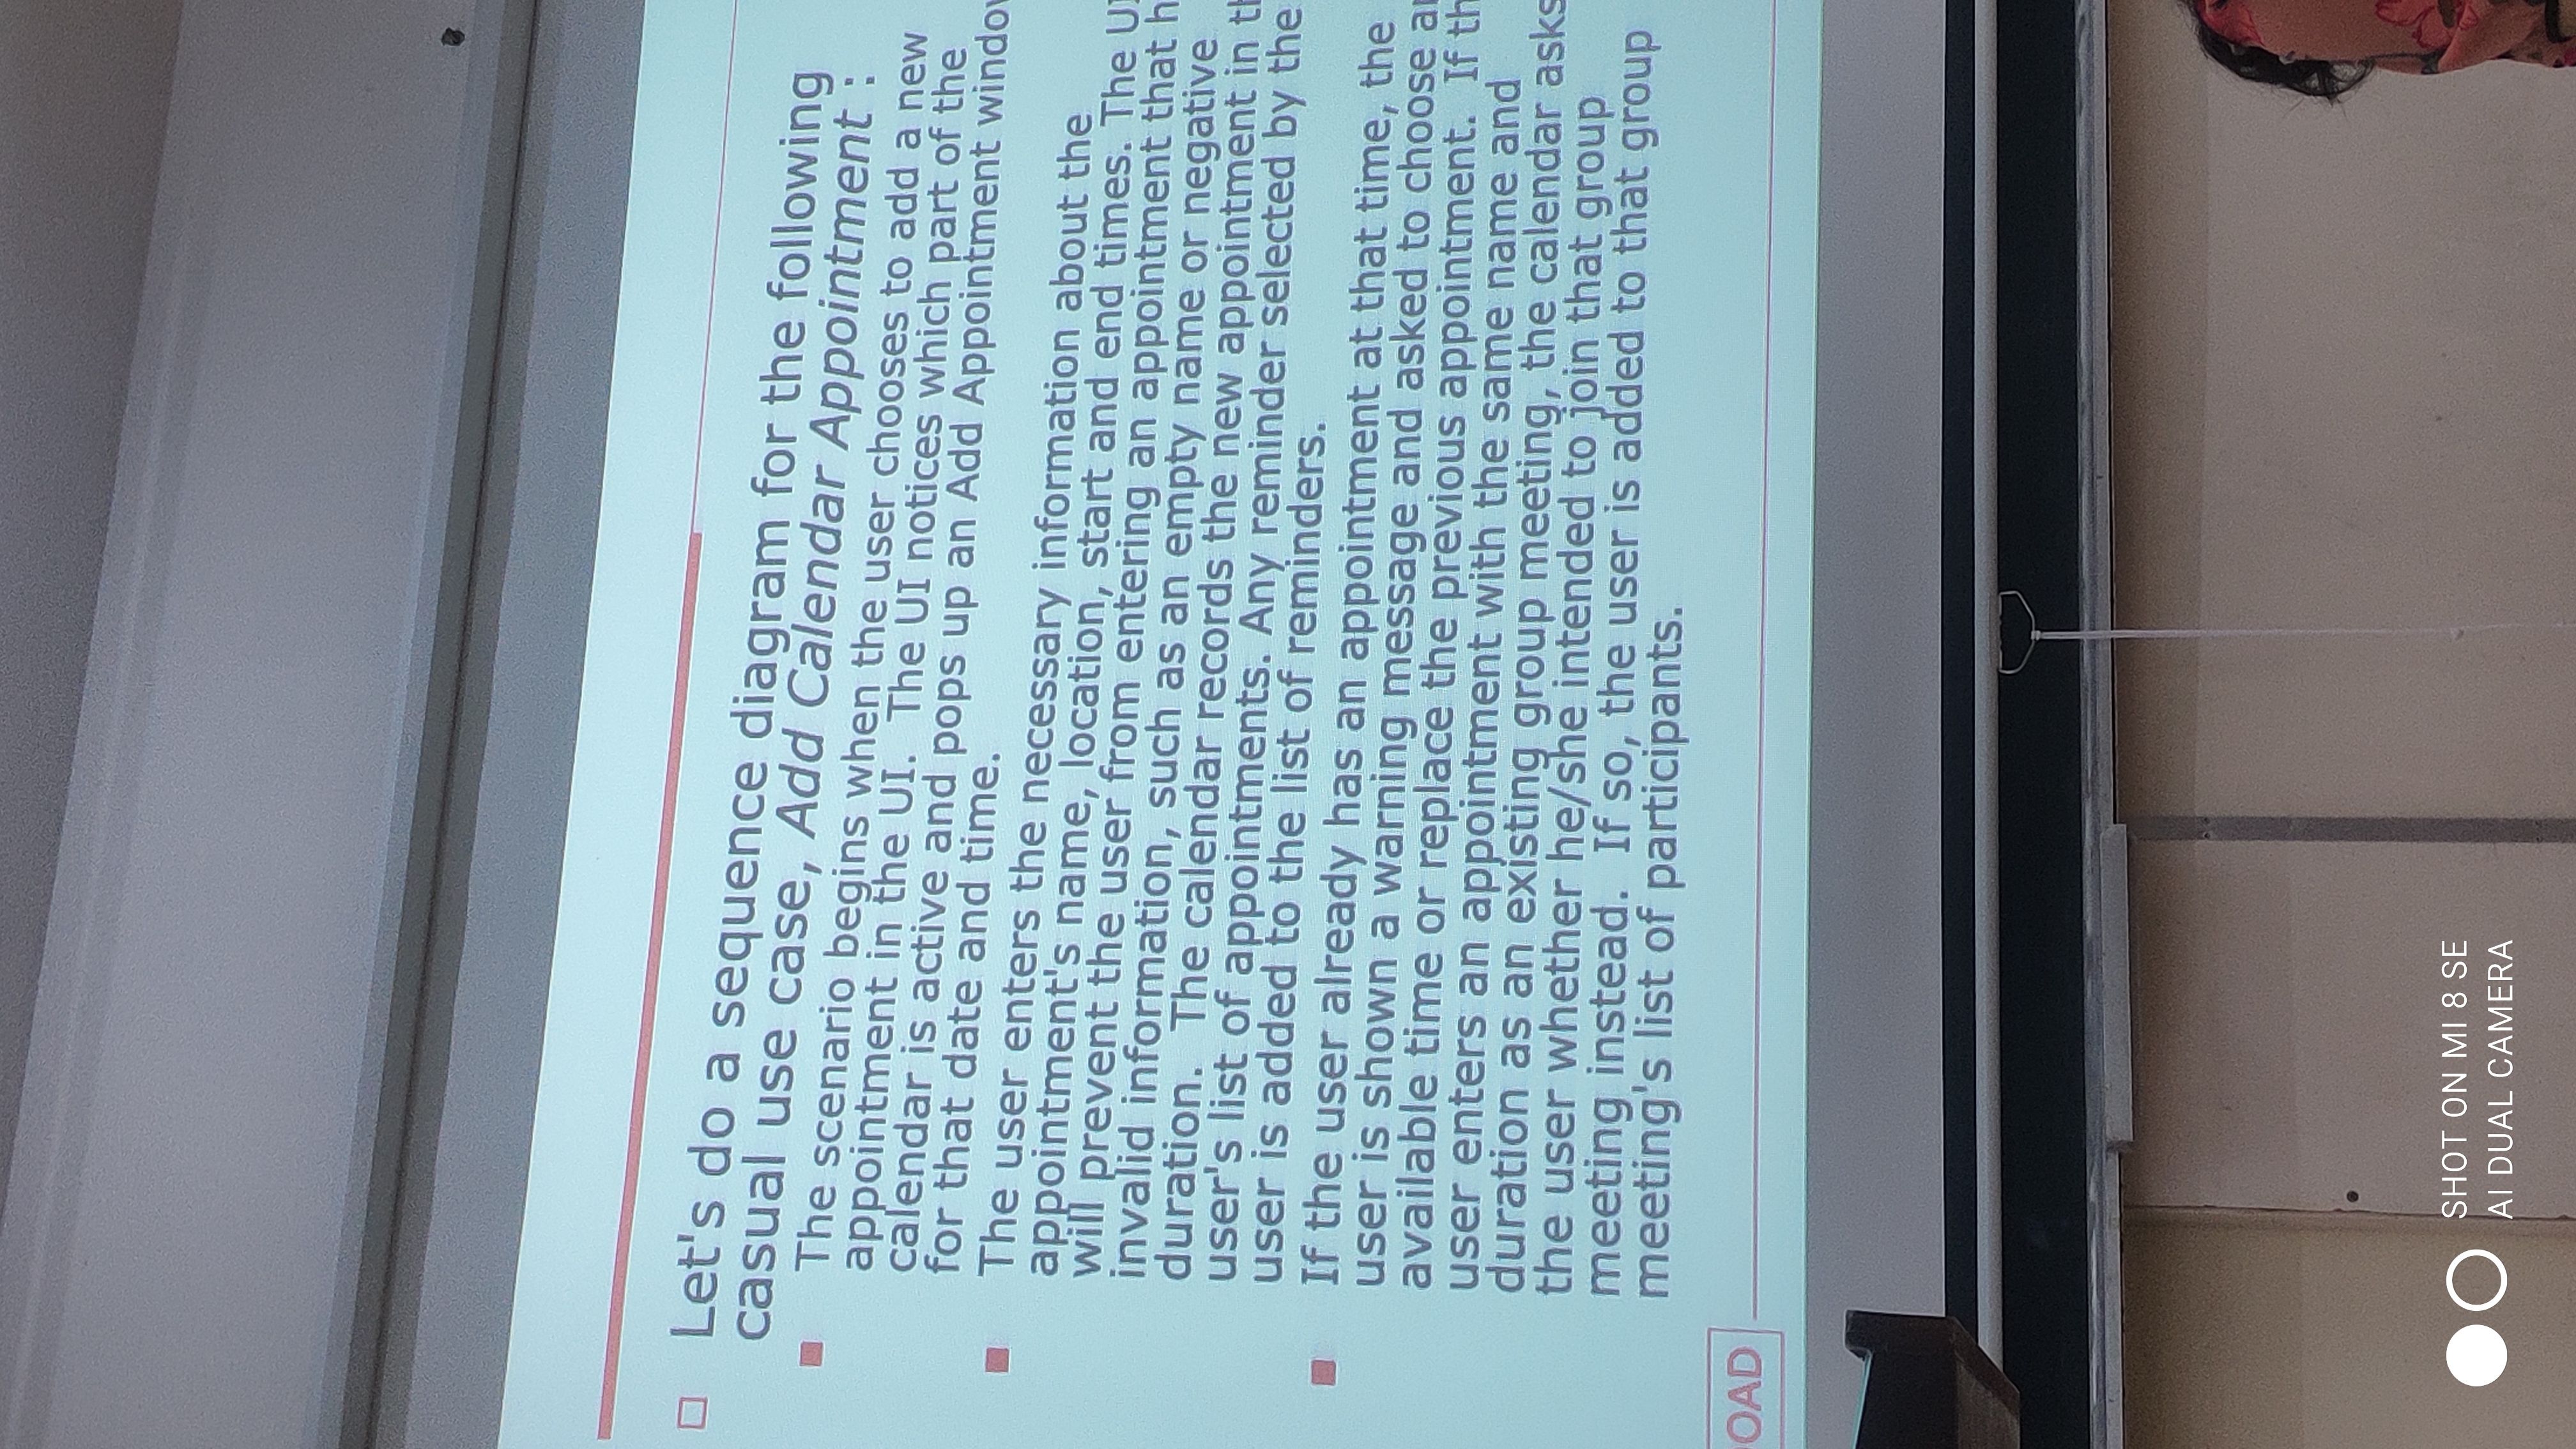 Let's do a sequence diagram for the following
casual use case, Add Calendar Appointment :
The scenario begins when the user chooses to add a new
appointment in the UI. The UI notices which part of the
calendar is active and pops up an Add Appointment windo
for that date and time.
The user enters the necessary information about the
appointment's name, location, start and end times. The UI
will prevent the user from entering an appointment that h
invalid information, such as an empty name or negative
duration. The calendar records the new appointment in th
user's list of appointments. Any reminder selected by the
user is added to the list of reminders.
If the user already has an appointment at that time, the
user is shown a warning message and asked to choose a
available time or replace the previous appointment. If th
user enters an appointment with the same name and
duration as an existing group meeting, the calendar asks
the user whether he/she intended to join that group
meeting instead. If so, the user is added to that group
meeting's list of participants.
OAD
SHOT ON MI 8 SE
AI DUAL CAMERA